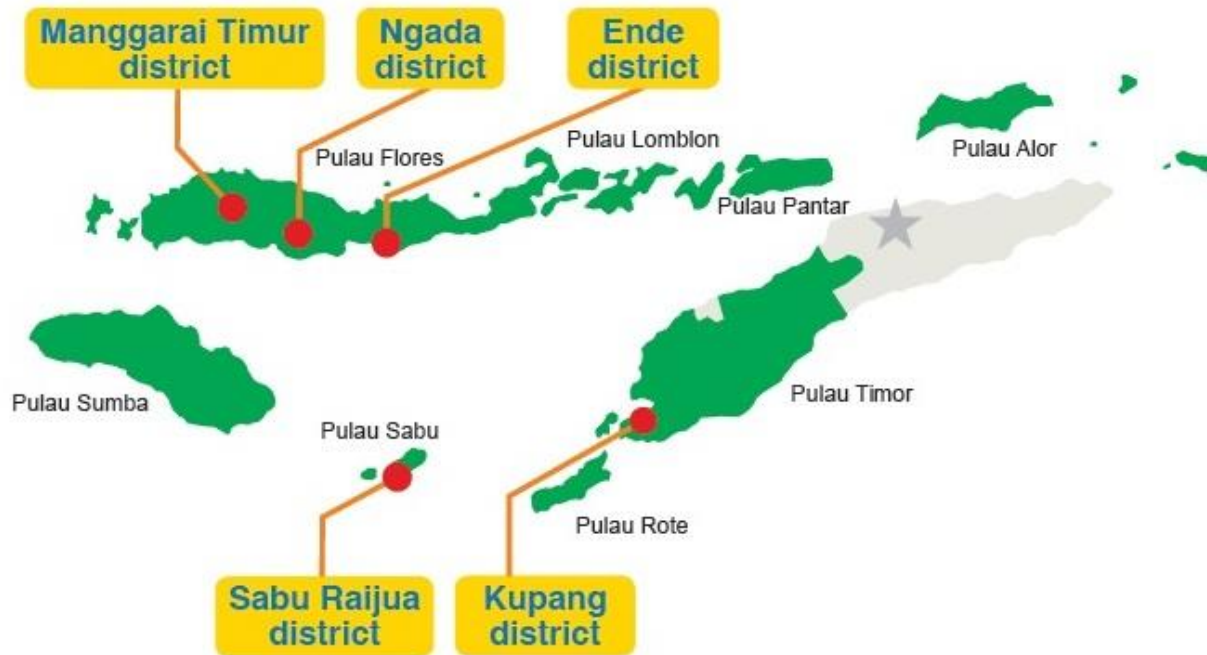 Manggarai Timur
district
Ngada
district
Ende
district
Pulau Flores
Pulau Lomblon
Pulau Alor
Pulau Pantar
Pulau Sumba
Pulau Timor
Pulau Sabu
Pulau Rote
Sabu Raijua
district
Kupang
district